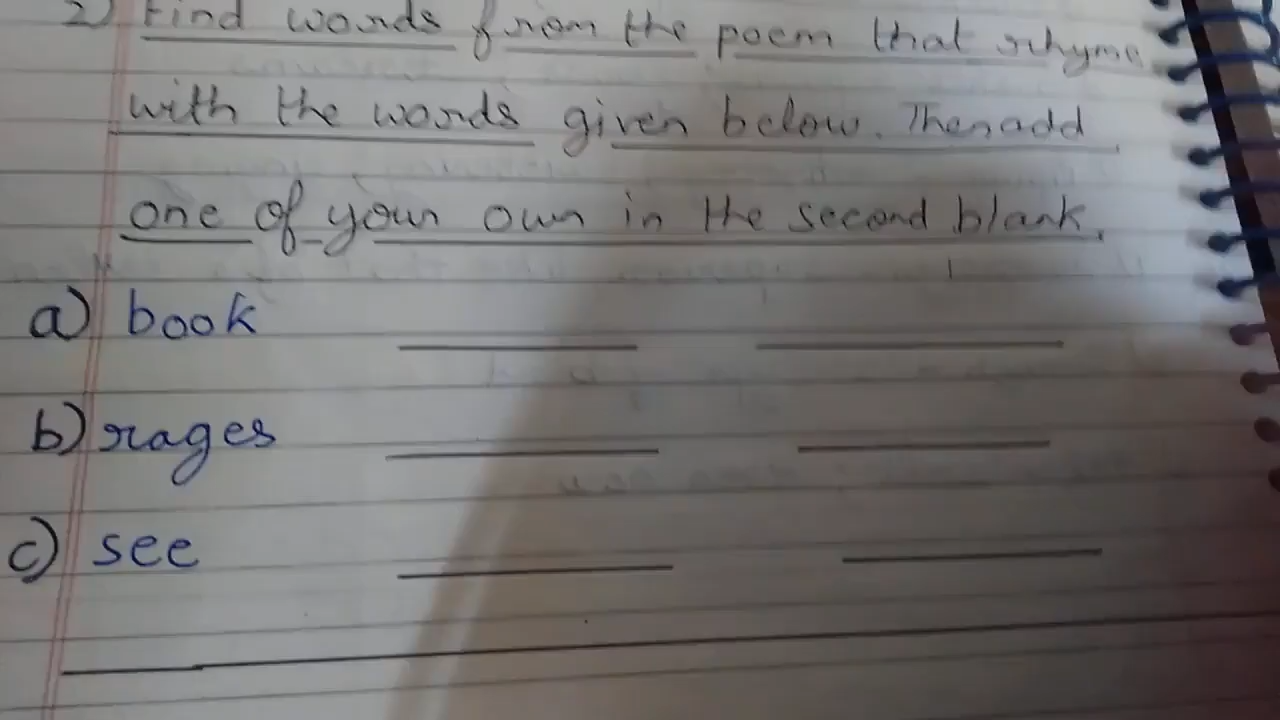 2) Find words from the poem that rhyme
with the words given below. Then add
one of your own in the second blank.
a) book
b) rages
c) see